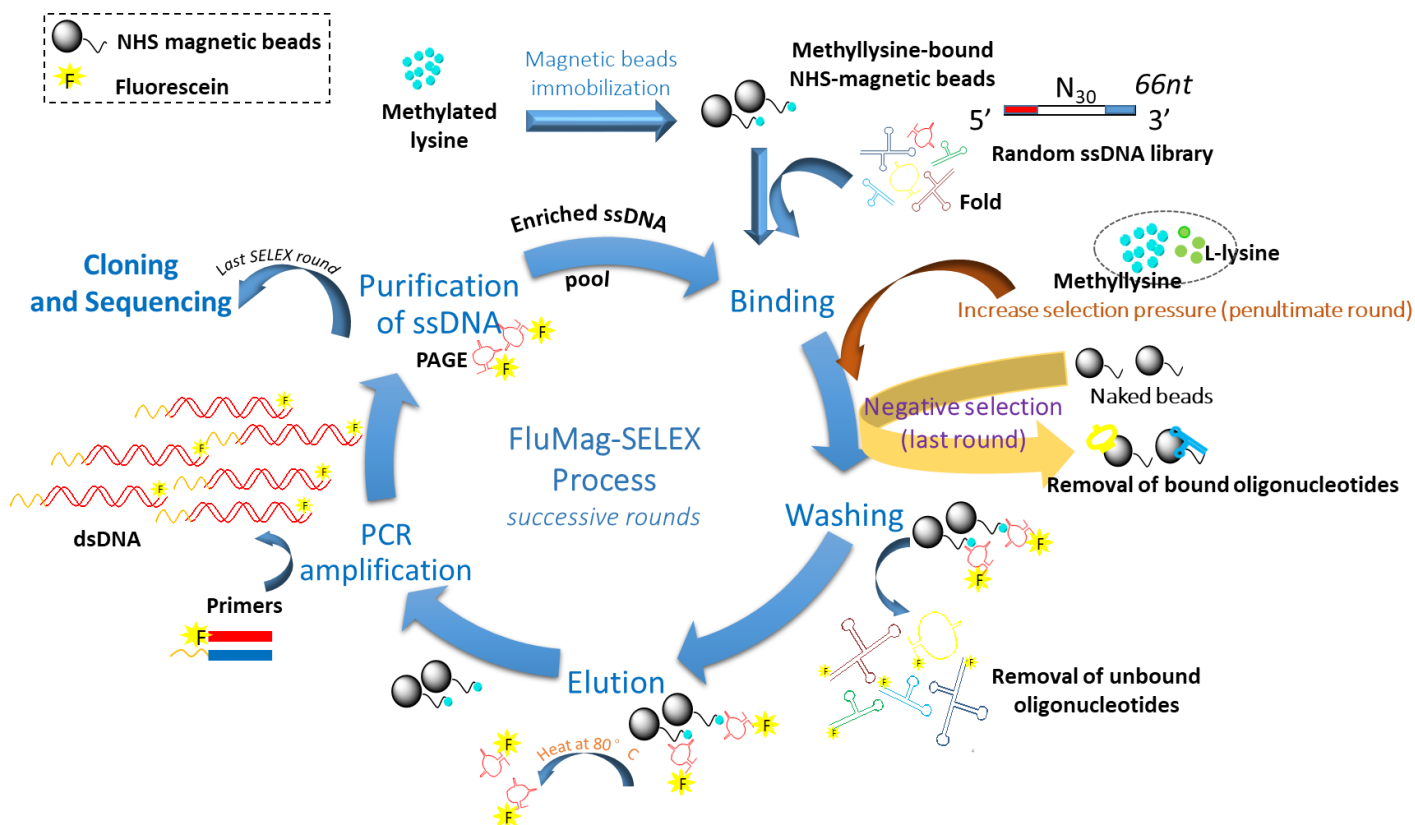 NHS magnetic beads
F
Fluorescein
Methylated
lysine
Magnetic beads
immobilization
Methyllysine-bound
NHS-magnetic beads
N30
66nt
5’
3’
Random ssDNA library
Fold
Methyllysine
L-lysine
Increase selection pressure (penultimate round)
Enriched ssDNA
pool
Binding
Last SELEX round
Cloning
and Sequencing
Purification
of ssDNA
PAGE
F
F
Naked beads
Negative selection
(last round)
Removal of bound oligonucleotides
FluMag-SELEX
Process
successive rounds
Washing
F
F
F
F
F
F
F
Removal of unbound
oligonucleotides
F
F
F
F
F
F
dsDNA
PCR
amplification
Primers
F
Elution
Heat at 80° C
F
F
F
F